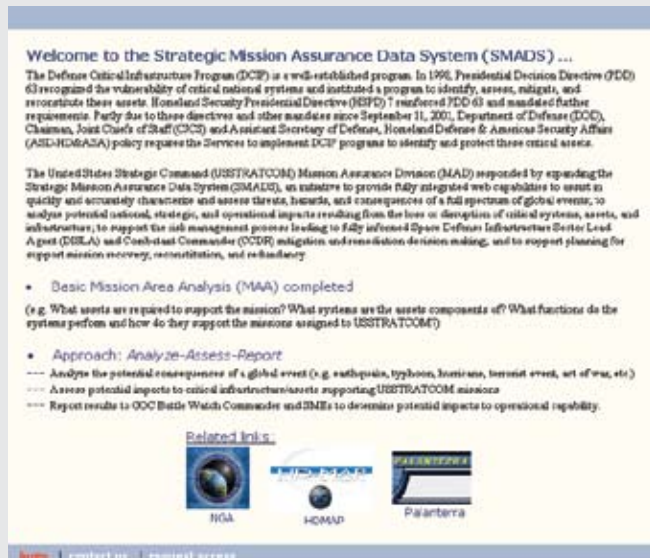 Welcome to the Strategic Mission Assurance Data System (SMADS) ...
The Defense Critical Infrastructure Program (DCIP) is a well-established program. In 1998, Presidential Decision Directive (PDD)
63 recognized the vulnerability of critical national systems and instituted a program to identify, assess, mitigate, and
reconstitute these assets. Homeland Security Presidential Directive (HSPD) 7 reinforced PDD 63 and mandated further
requirements. Partly due to these directives and other mandates since September 11, 2001, Department of Defense (DOD),
Chairman, Joint Chiefs of Staff (CJCS) and Assistant Secretary of Defense, Homeland Defense & Americas Security Affairs
(ASD-HD&ASA) policy requires the Services to implement DCIP programs to identify and protect these critical assets.
The United States Strategic Command (USSTRATCOM) Mission Assurance Division (MAD) responded by expanding the
Strategic Mission Assurance Data System (SMADS), an initiative to provide fully integrated web capabilities to assist in
quickly and accurately characterize and assess threats, hazards, and consequences of a full spectrum of global events; to
analyze potential national, strategic, and operational impacts resulting from the loss or disruption of critical systems, assets, and
infrastructure; to support the risk management process leading to fully informed Space Defense Infrastructure Sector Lead
Agent (DISLA) and Combatant Commander (CCDR) mitigation and remediation decision making; and to support planning for
support mission recovery, reconstitution, and redundancy.
• Basic Mission Area Analysis (MAA) completed
(e.g. What assets are required to support the mission? What systems are the assets components of? What functions do the
systems perform and how do they support the missions assigned to USSTRATCOM?)
• Approach: Analyze-Assess-Report
--- Analyze the potential consequences of a global event (e.g. earthquake, typhoon, hurricane, terrorist event, act of war, etc.)
--- Assess potential impacts to critical infrastructure/assets supporting USSTRATCOM missions
--- Report results to GOC Battle Watch Commander and SMEs to determine potential impacts to operational capability.
Related links:
PALANTERRA
NGA
HDMAP
Palanterra
home | contact us | request access